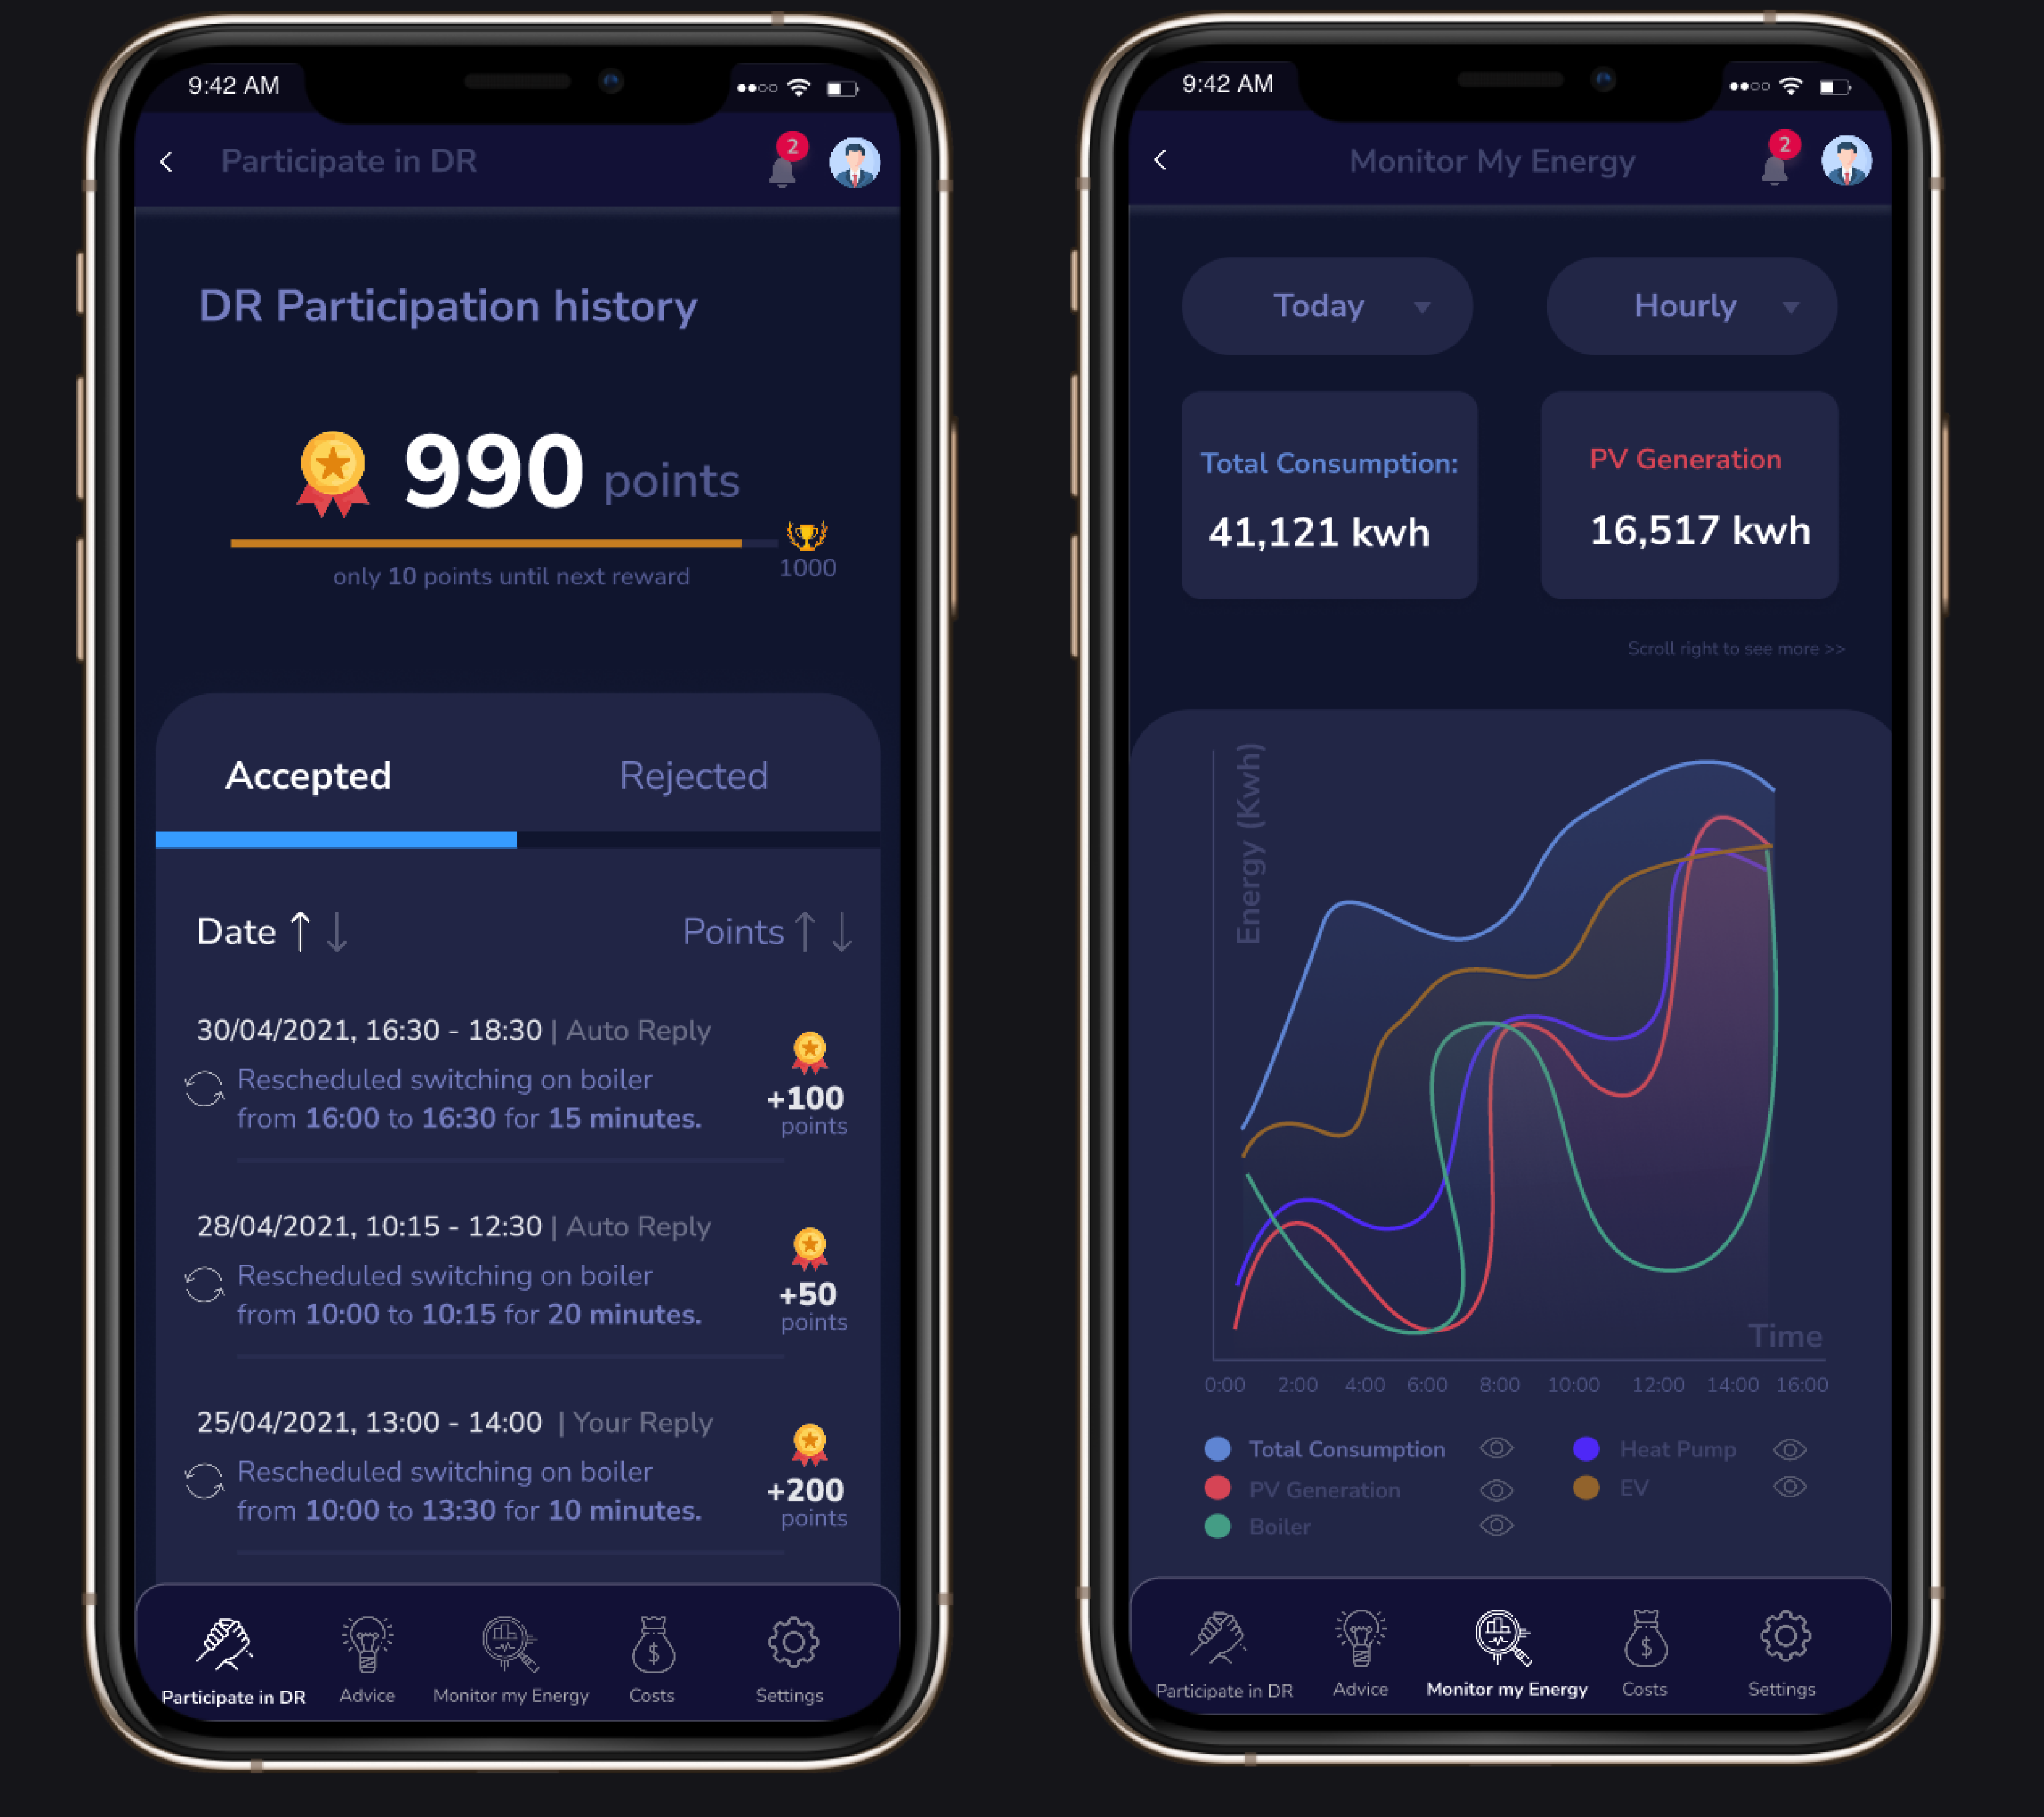 9:42 AM
Participate in DR
2
DR Participation history
990 points
1000
only 10 points until next reward
Accepted
Rejected
Date
Points
30/04/2021, 16:30 - 18:30 | Auto Reply
Rescheduled switching on boiler
from 16:00 to 16:30 for 15 minutes.
+100
points
28/04/2021, 10:15 - 12:30 | Auto Reply
Rescheduled switching on boiler
from 10:00 to 10:15 for 20 minutes.
+50
points
25/04/2021, 13:00 - 14:00 | Your Reply
Rescheduled switching on boiler
from 10:00 to 13:30 for 10 minutes.
+200
points
Participate in DR
Advice
Monitor my Energy
Costs
$
Settings
9:42 AM
Monitor My Energy
2
Today
Hourly
Total Consumption:
41,121 kwh
PV Generation
16,517 kwh
Scroll right to see more >>
Energy (Kwh)
Time
0:00 2:00 4:00 6:00 8:00 10:00 12:00 14:00 16:00
Total Consumption
Heat Pump
PV Generation
EV
Boiler
Participate in DR
Advice
Monitor my Energy
Costs
$
Settings